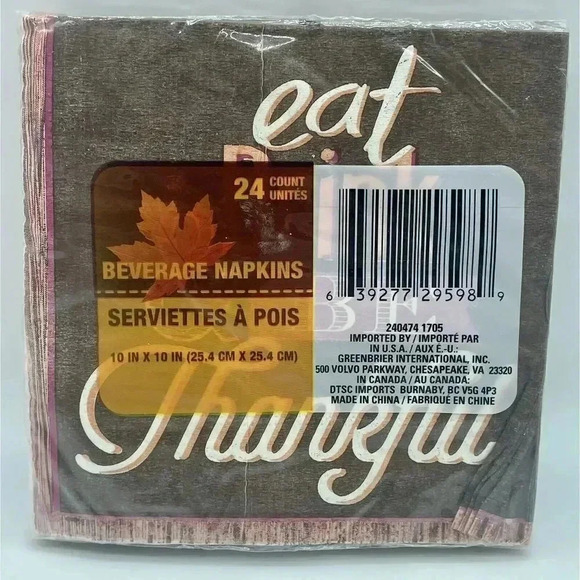 eat
Drink
24 COUNT
UNITÉS
BEVERAGE NAPKINS
SERVIETTES À POIS
10 IN X 10 IN (25.4 CM X 25.4 CM)
6 39277 29598 9
& BE
240474 1705
IMPORTED BY / IMPORTÉ PAR
IN U.S.A. / AUX É.-U.:
GREENBRIER INTERNATIONAL, INC.
500 VOLVO PARKWAY, CHESAPEAKE, VA 23320
IN CANADA / AU CANADA:
DTSC IMPORTS BURNABY, BC V5G 4P3
MADE IN CHINA / FABRIQUÉ EN CHINE
Thankful